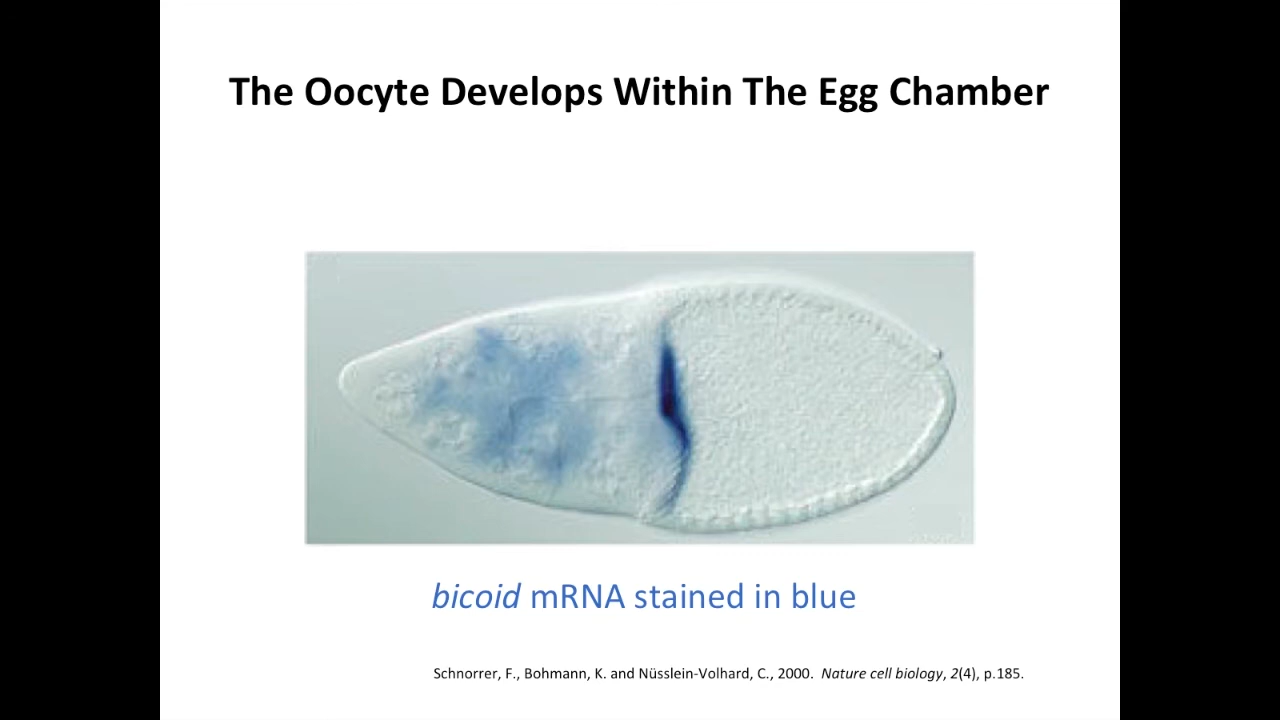 The Oocyte Develops Within The Egg Chamber
bicoid mRNA stained in blue
Schnorrer, F., Bohmann, K. and Nüsslein-Volhard, C., 2000. Nature cell biology, 2(4), p.185.